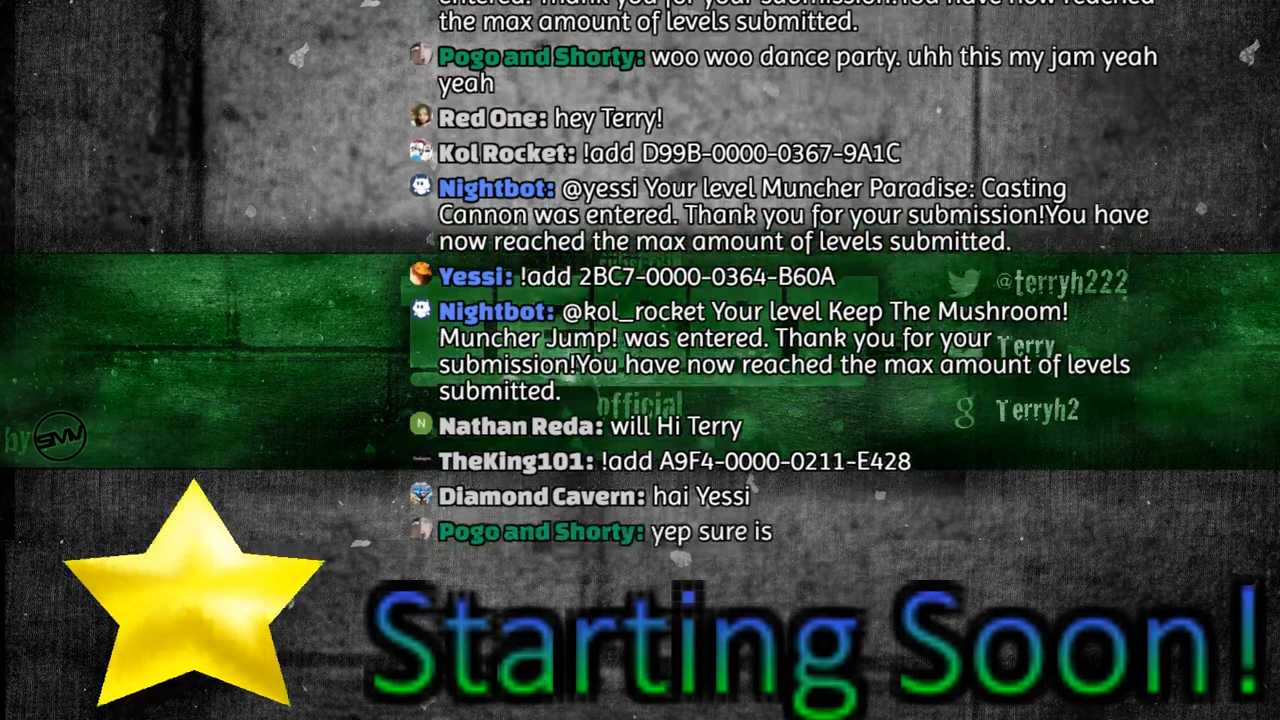 entered. Thank you for your submission!You have now reached
the max amount of levels submitted.
Pogo and Shorty: woo woo dance party. uhh this my jam yeah
yeah
Red One: hey Terry!
Kol Rocket: !add D99B-0000-0367-9A1C
Nightbot: @yessi Your level Muncher Paradise: Casting
Cannon was entered. Thank you for your submission!You have
now reached the max amount of levels submitted.
Yessi: !add 2BC7-0000-0364-B60A
@terryh222
Nightbot: @kol_rocket Your level Keep The Mushroom!
Muncher Jump! was entered. Thank you for your
Terry
submission!You have now reached the max amount of levels
submitted.
official
Terryh2
Nathan Reda: will Hi Terry
by SMV
TheKing101: !add A9F4-0000-0211-E428
Diamond Cavern: hai Yessi
Pogo and Shorty: yep sure is
Starting Soon!